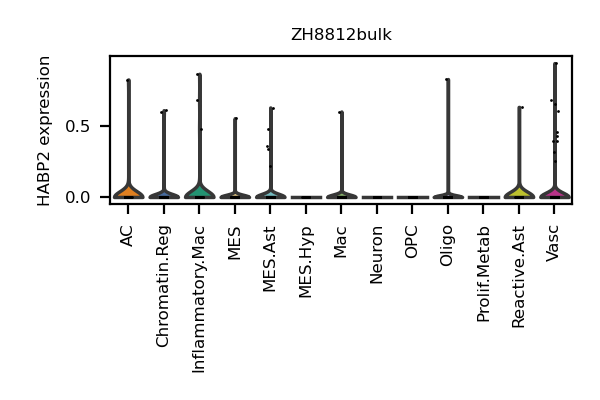 ZH8812bulk
HABP2 expression
0.5
0.0
AC
Chromatin.Reg
Inflammatory.Mac
MES
MES.Ast
MES.Hyp
Mac
Neuron
OPC
Oligo
Prolif.Metab
Reactive.Ast
Vasc